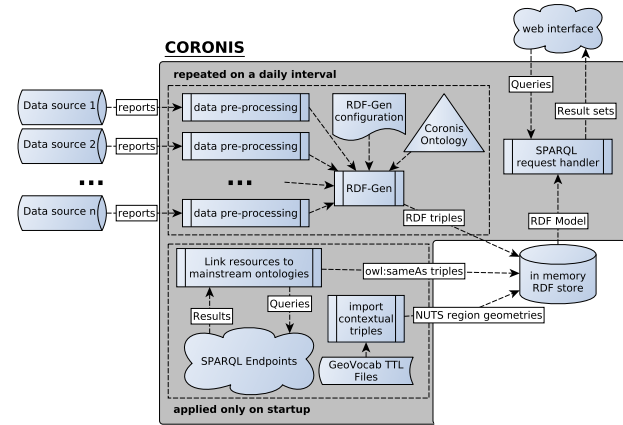 web interface
CORONIS
repeated on a daily interval
Queries
Result sets
Data source 1
reports
data pre-processing
RDF-Gen
configuration
Coronis
Ontology
Data source 2
reports
data pre-processing
SPARQL
request handler
...
...
RDF-Gen
Data source n
reports
data pre-processing
RDF triples
RDF Model
Link resources to
mainstream ontologies
owl:sameAs triples
in memory
RDF store
Results
Queries
import
contextual
triples
NUTS region geometries
SPARQL Endpoints
GeoVocab TTL
Files
applied only on startup